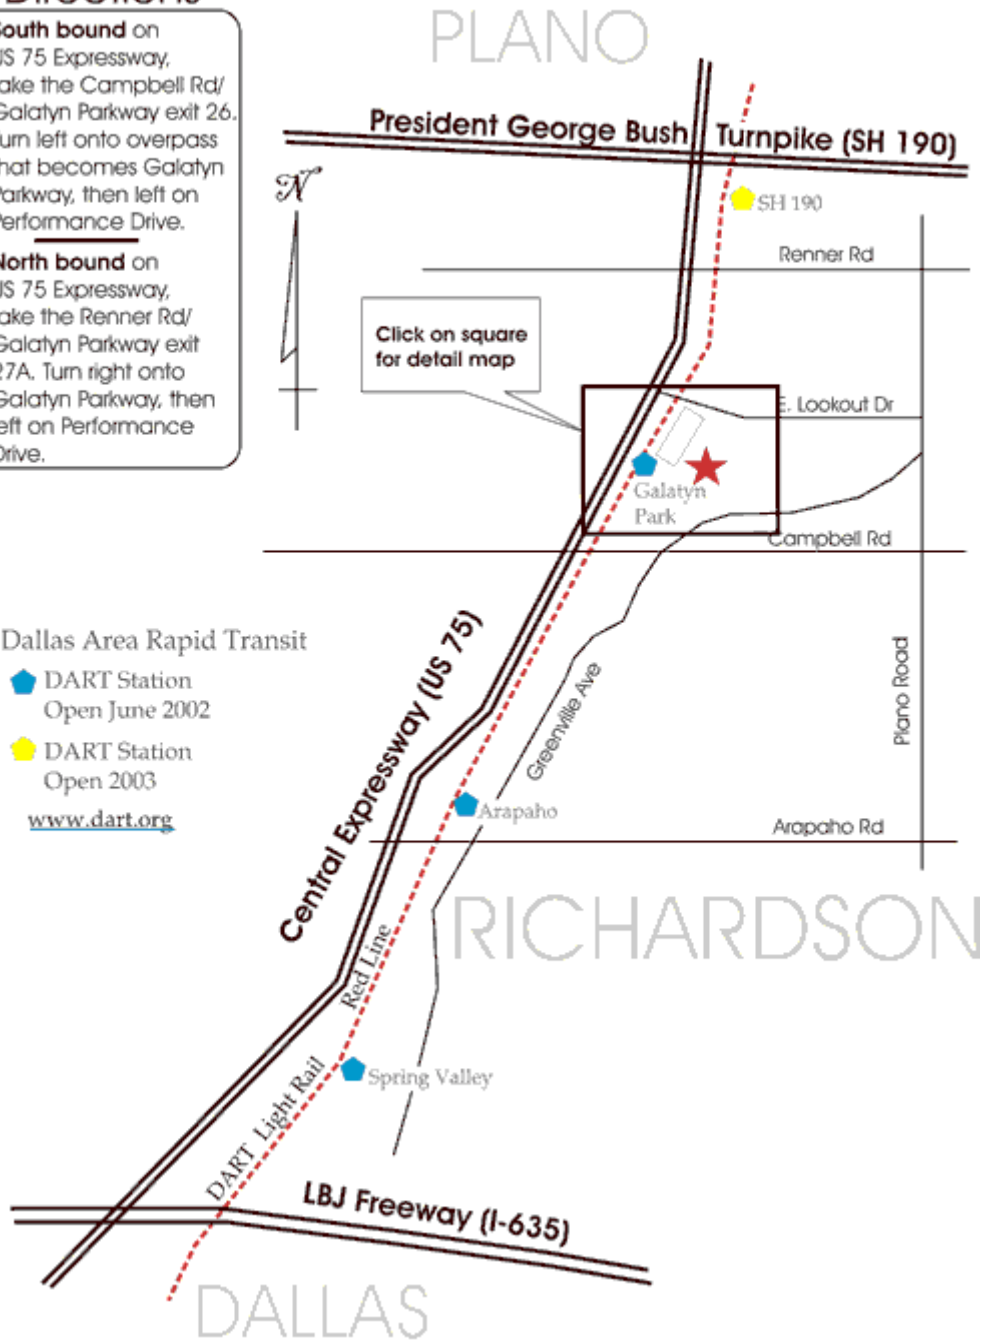 Directions
South bound on
US 75 Expressway,
take the Campbell Rd/
Galatyn Parkway exit 26.
Turn left onto overpass
that becomes Galatyn
Parkway, then left on
Performance Drive.
North bound on
US 75 Expressway,
take the Renner Rd/
Galatyn Parkway exit
27A. Turn right onto
Galatyn Parkway, then
left on Performance
Drive.
PLANO
President George Bush Turnpike (SH 190)
N
SH 190
Renner Rd
Click on square
for detail map
E. Lookout Dr
Galatyn
Park
Campbell Rd
Dallas Area Rapid Transit
DART Station
Open June 2002
DART Station
Open 2003
www.dart.org
Central Expressway (US 75)
Greenville Ave
Plano Road
Arapaho
Arapaho Rd
RICHARDSON
Red Line
Spring Valley
DART Light Rail
LBJ Freeway (I-635)
DALLAS